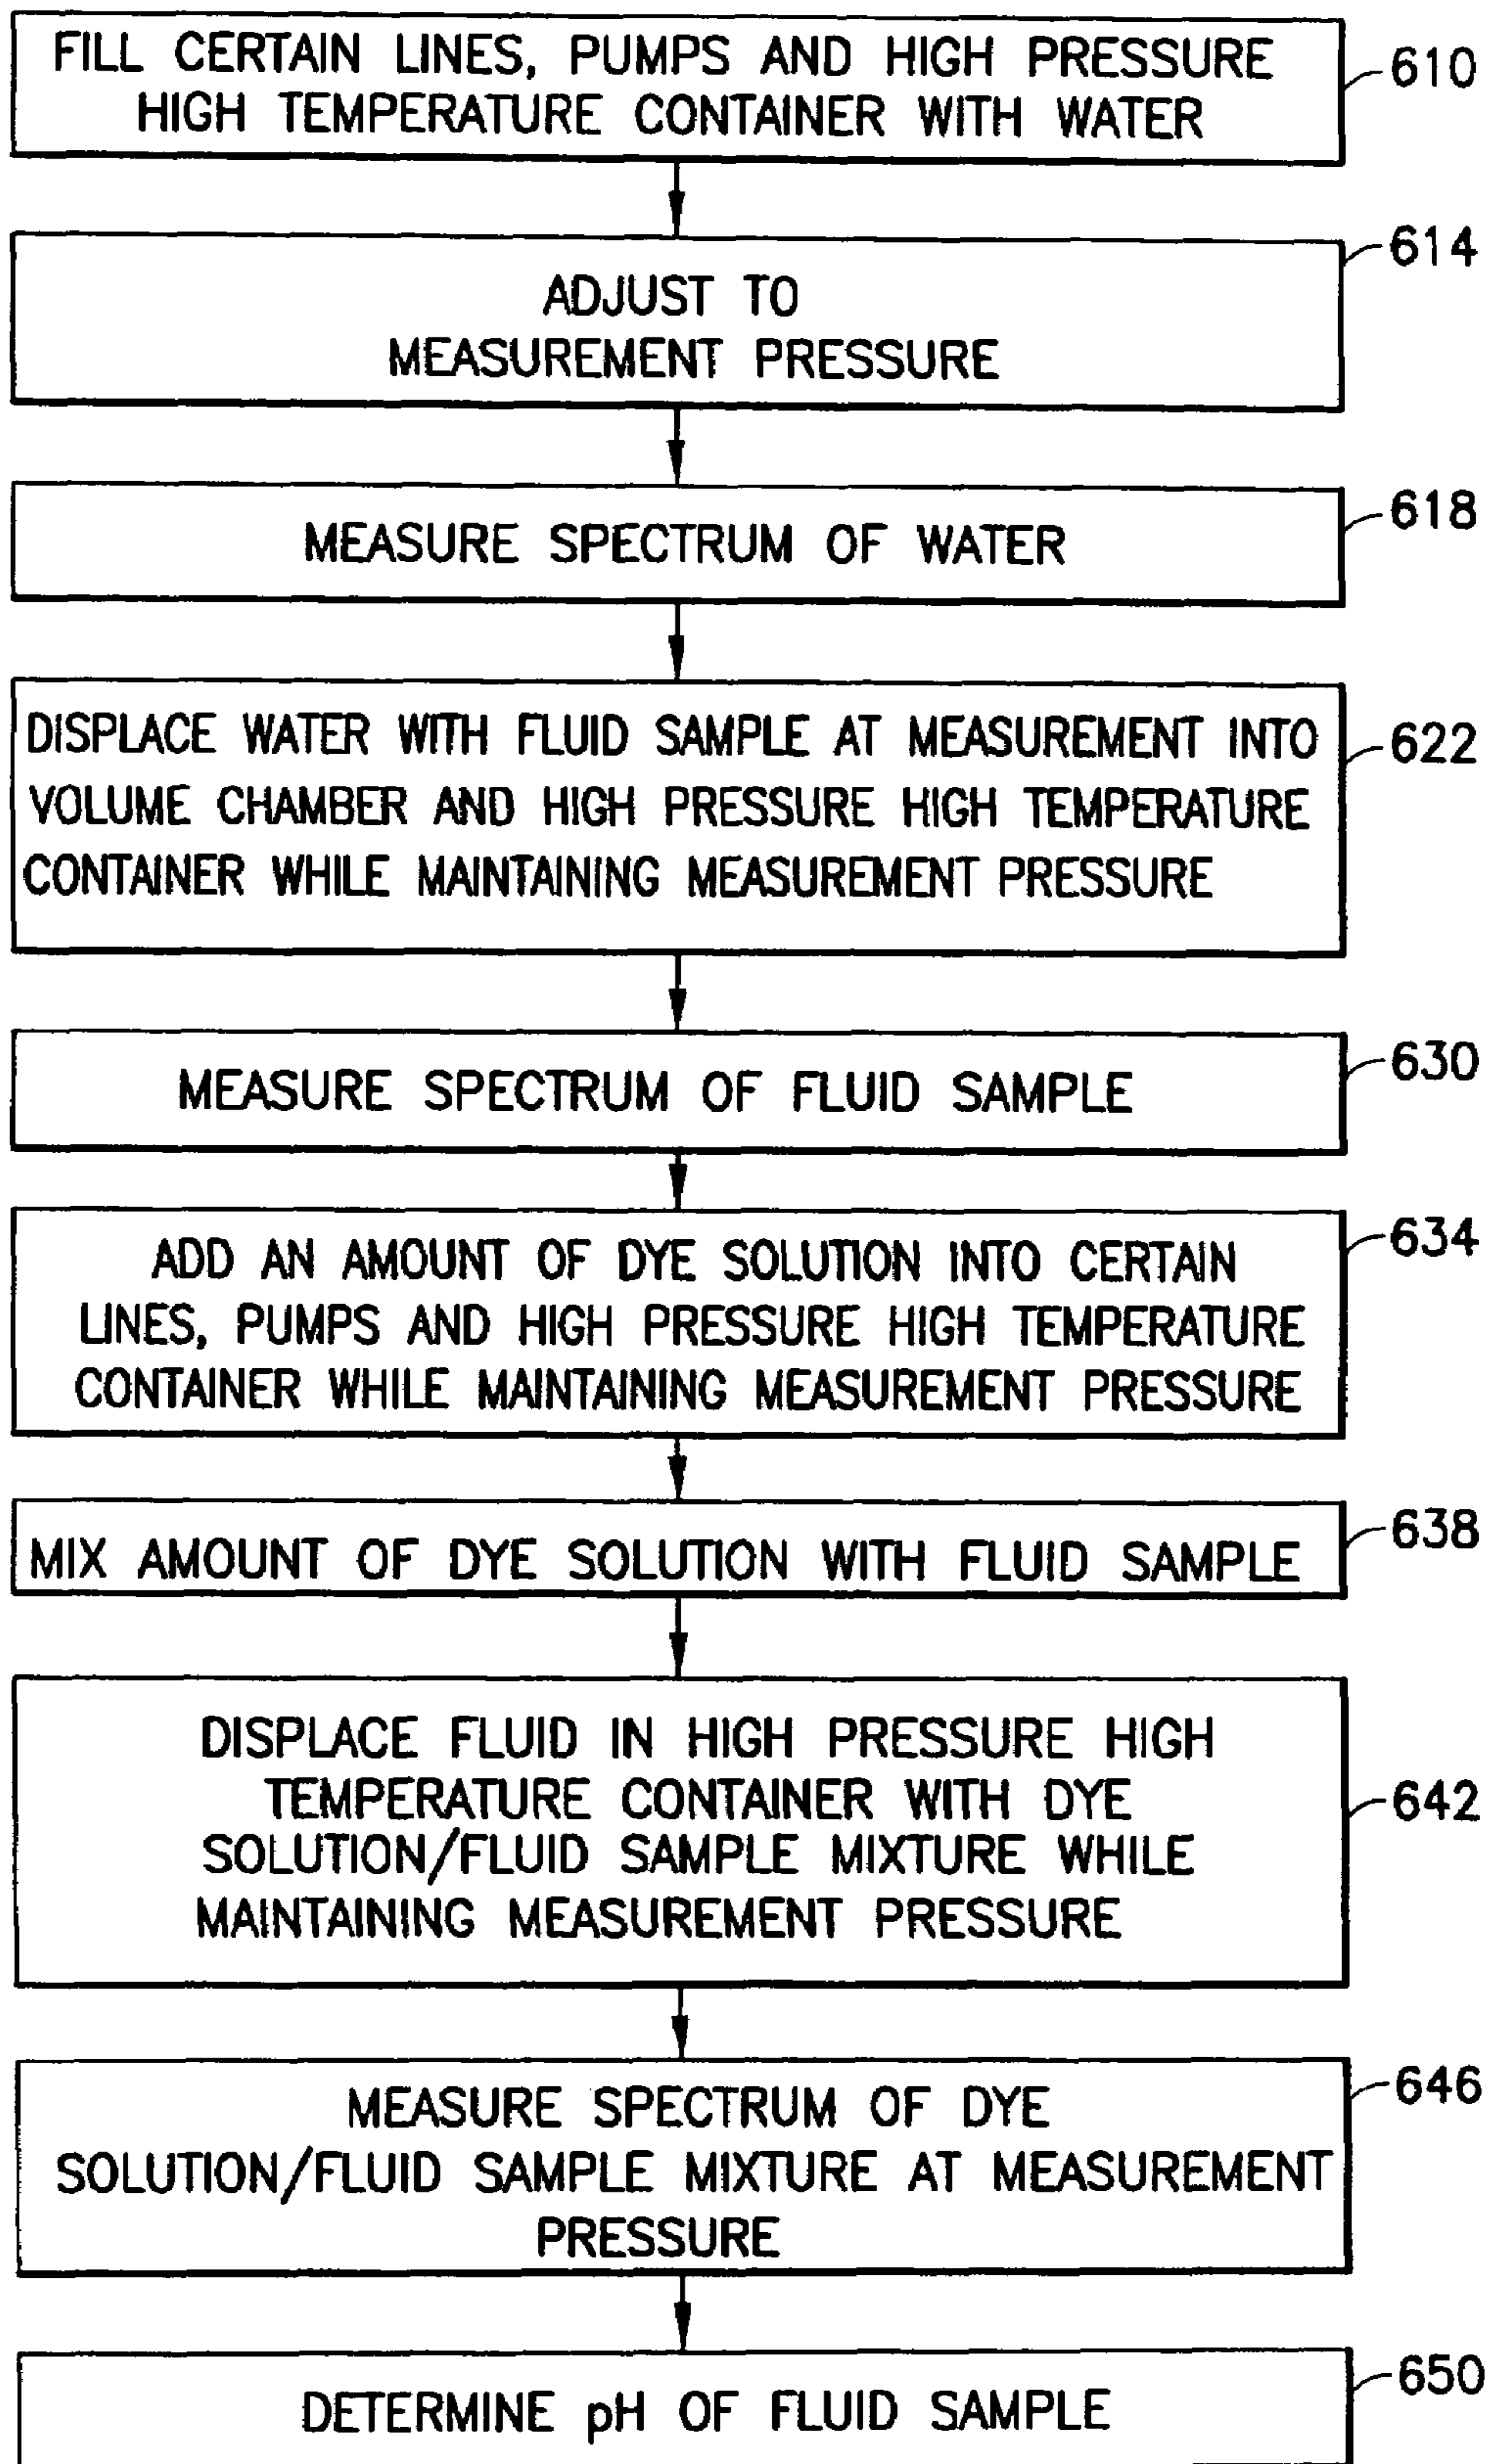 FILL CERTAIN LINES, PUMPS AND HIGH PRESSURE
HIGH TEMPERATURE CONTAINER WITH WATER
610
ADJUST TO
MEASUREMENT PRESSURE
614
MEASURE SPECTRUM OF WATER
618
DISPLACE WATER WITH FLUID SAMPLE AT MEASUREMENT INTO
VOLUME CHAMBER AND HIGH PRESSURE HIGH TEMPERATURE
CONTAINER WHILE MAINTAINING MEASUREMENT PRESSURE
622
MEASURE SPECTRUM OF FLUID SAMPLE
630
ADD AN AMOUNT OF DYE SOLUTION INTO CERTAIN
LINES, PUMPS AND HIGH PRESSURE HIGH TEMPERATURE
CONTAINER WHILE MAINTAINING MEASUREMENT PRESSURE
634
MIX AMOUNT OF DYE SOLUTION WITH FLUID SAMPLE
638
DISPLACE FLUID IN HIGH PRESSURE HIGH
TEMPERATURE CONTAINER WITH DYE
SOLUTION/FLUID SAMPLE MIXTURE WHILE
MAINTAINING MEASUREMENT PRESSURE
642
MEASURE SPECTRUM OF DYE
SOLUTION/FLUID SAMPLE MIXTURE AT MEASUREMENT
PRESSURE
646
DETERMINE pH OF FLUID SAMPLE
650